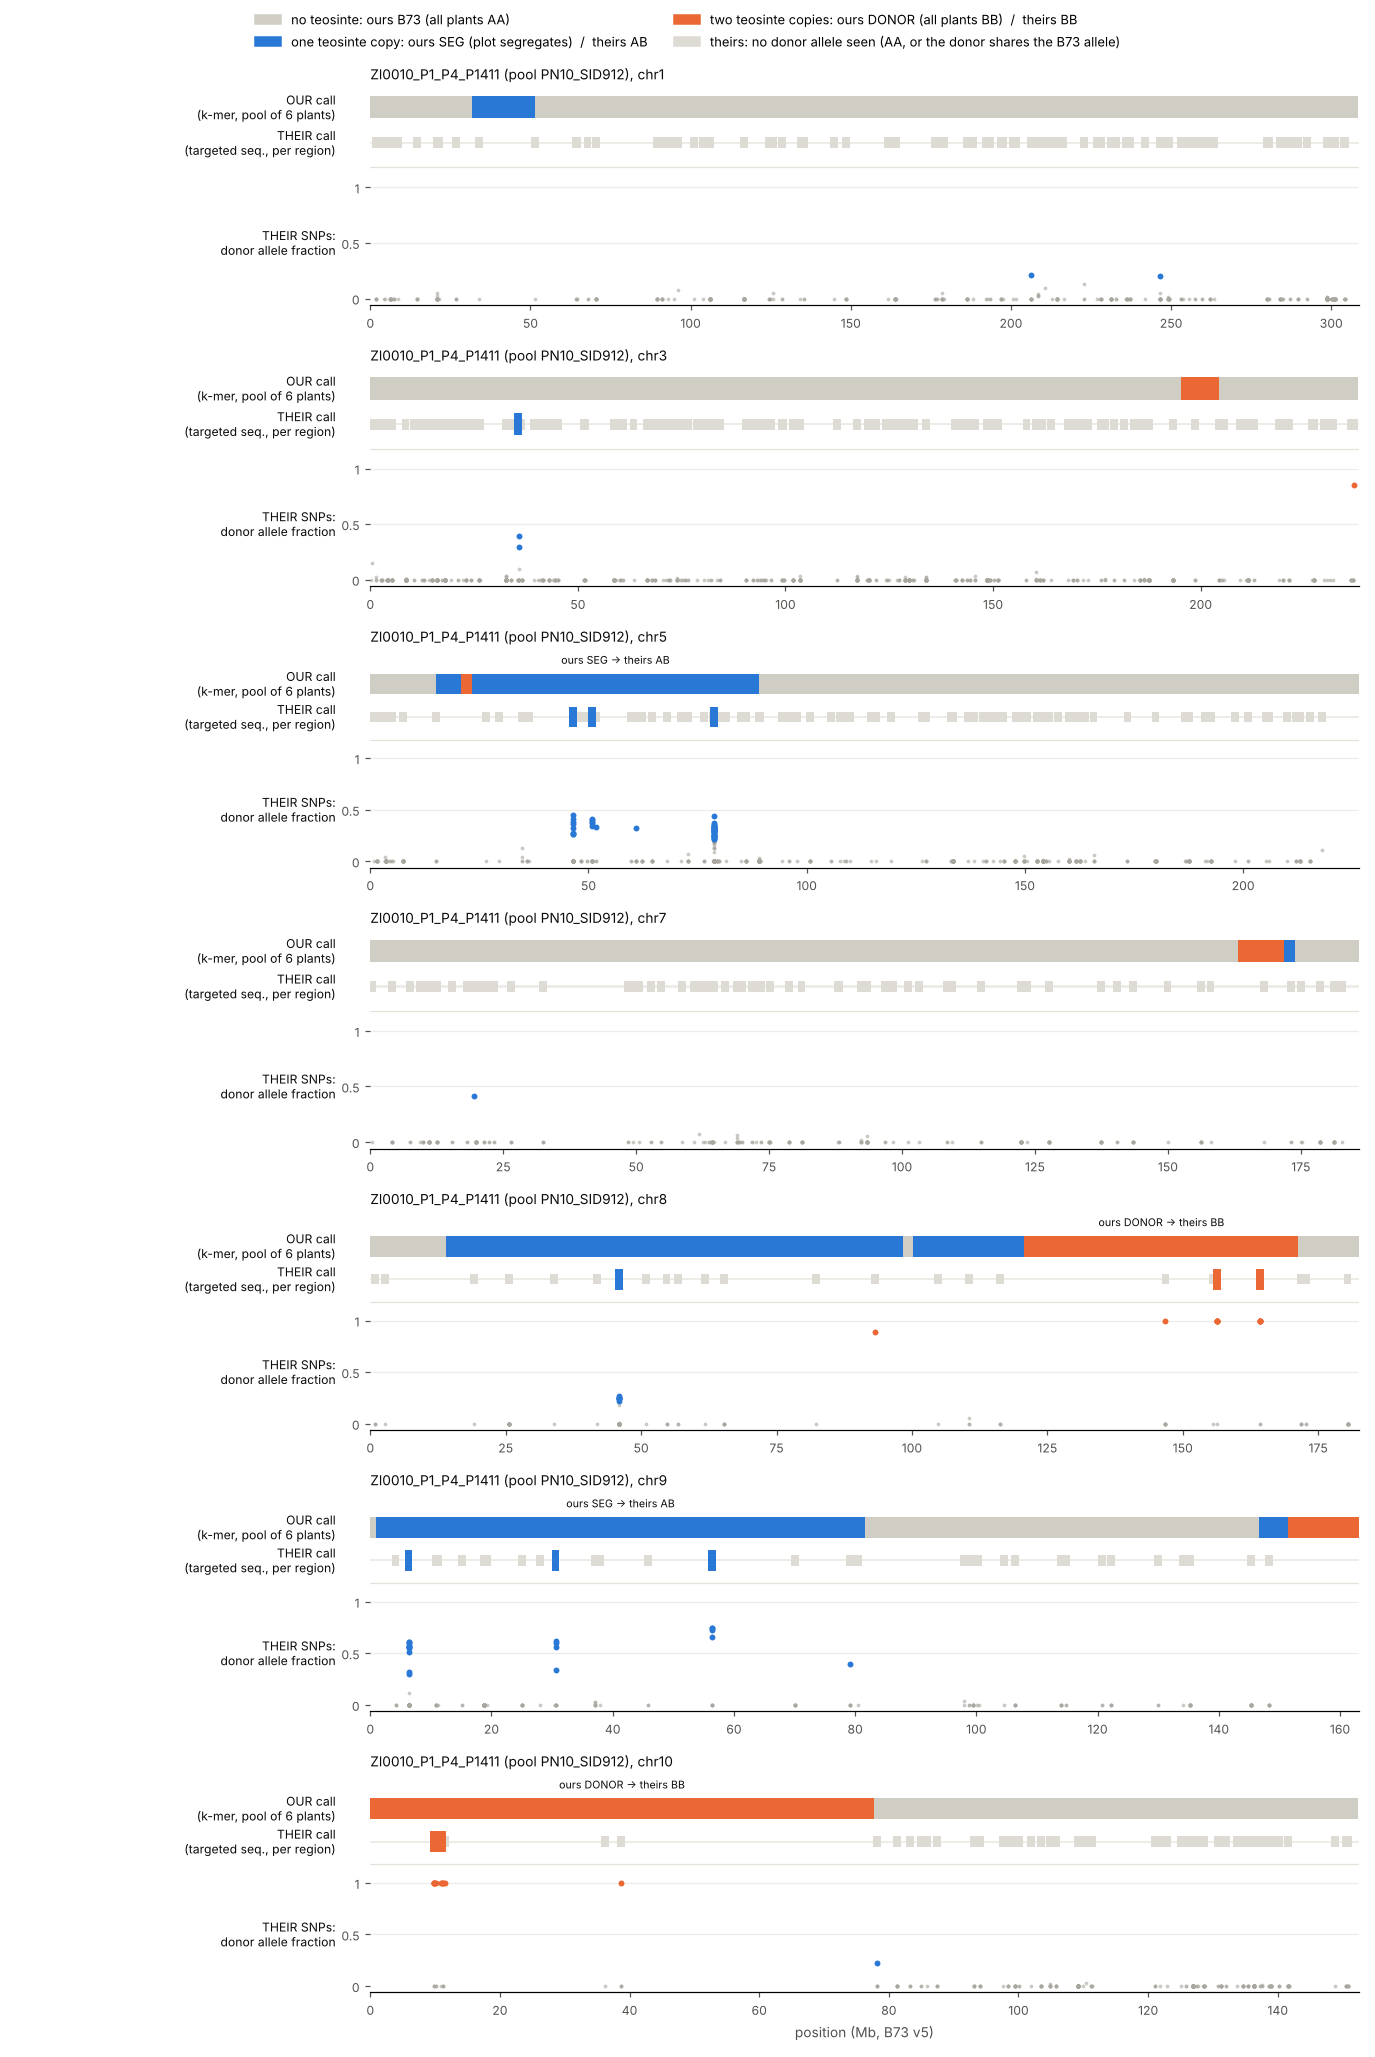 no teosinte: ours B73 (all plants AA)
two teosinte copies: ours DONOR (all plants BB) / theirs BB
one teosinte copy: ours SEG (plot segregates) / theirs AB
theirs: no donor allele seen (AA, or the donor shares the B73 allele)
ZI0010_P1_P4_P1411 (pool PN10_SID912), chr1
OUR call
(k-mer, pool of 6 plants)
THEIR call
(targeted seq., per region)
1
THEIR SNPs:
donor allele fraction
0.5
0
0 50 100 150 200 250 300
ZI0010_P1_P4_P1411 (pool PN10_SID912), chr3
OUR call
(k-mer, pool of 6 plants)
THEIR call
(targeted seq., per region)
1
THEIR SNPs:
donor allele fraction
0.5
0
0 50 100 150 200
ZI0010_P1_P4_P1411 (pool PN10_SID912), chr5
ours SEG → theirs AB
OUR call
(k-mer, pool of 6 plants)
THEIR call
(targeted seq., per region)
1
THEIR SNPs:
donor allele fraction
0.5
0
0 50 100 150 200
ZI0010_P1_P4_P1411 (pool PN10_SID912), chr7
OUR call
(k-mer, pool of 6 plants)
THEIR call
(targeted seq., per region)
1
THEIR SNPs:
donor allele fraction
0.5
0
0 25 50 75 100 125 150 175
ZI0010_P1_P4_P1411 (pool PN10_SID912), chr8
ours DONOR → theirs BB
OUR call
(k-mer, pool of 6 plants)
THEIR call
(targeted seq., per region)
1
THEIR SNPs:
donor allele fraction
0.5
0
0 25 50 75 100 125 150 175
ZI0010_P1_P4_P1411 (pool PN10_SID912), chr9
ours SEG → theirs AB
OUR call
(k-mer, pool of 6 plants)
THEIR call
(targeted seq., per region)
1
THEIR SNPs:
donor allele fraction
0.5
0
0 20 40 60 80 100 120 140 160
ZI0010_P1_P4_P1411 (pool PN10_SID912), chr10
ours DONOR → theirs BB
OUR call
(k-mer, pool of 6 plants)
THEIR call
(targeted seq., per region)
1
THEIR SNPs:
donor allele fraction
0.5
0
0 20 40 60 80 100 120 140
position (Mb, B73 v5)